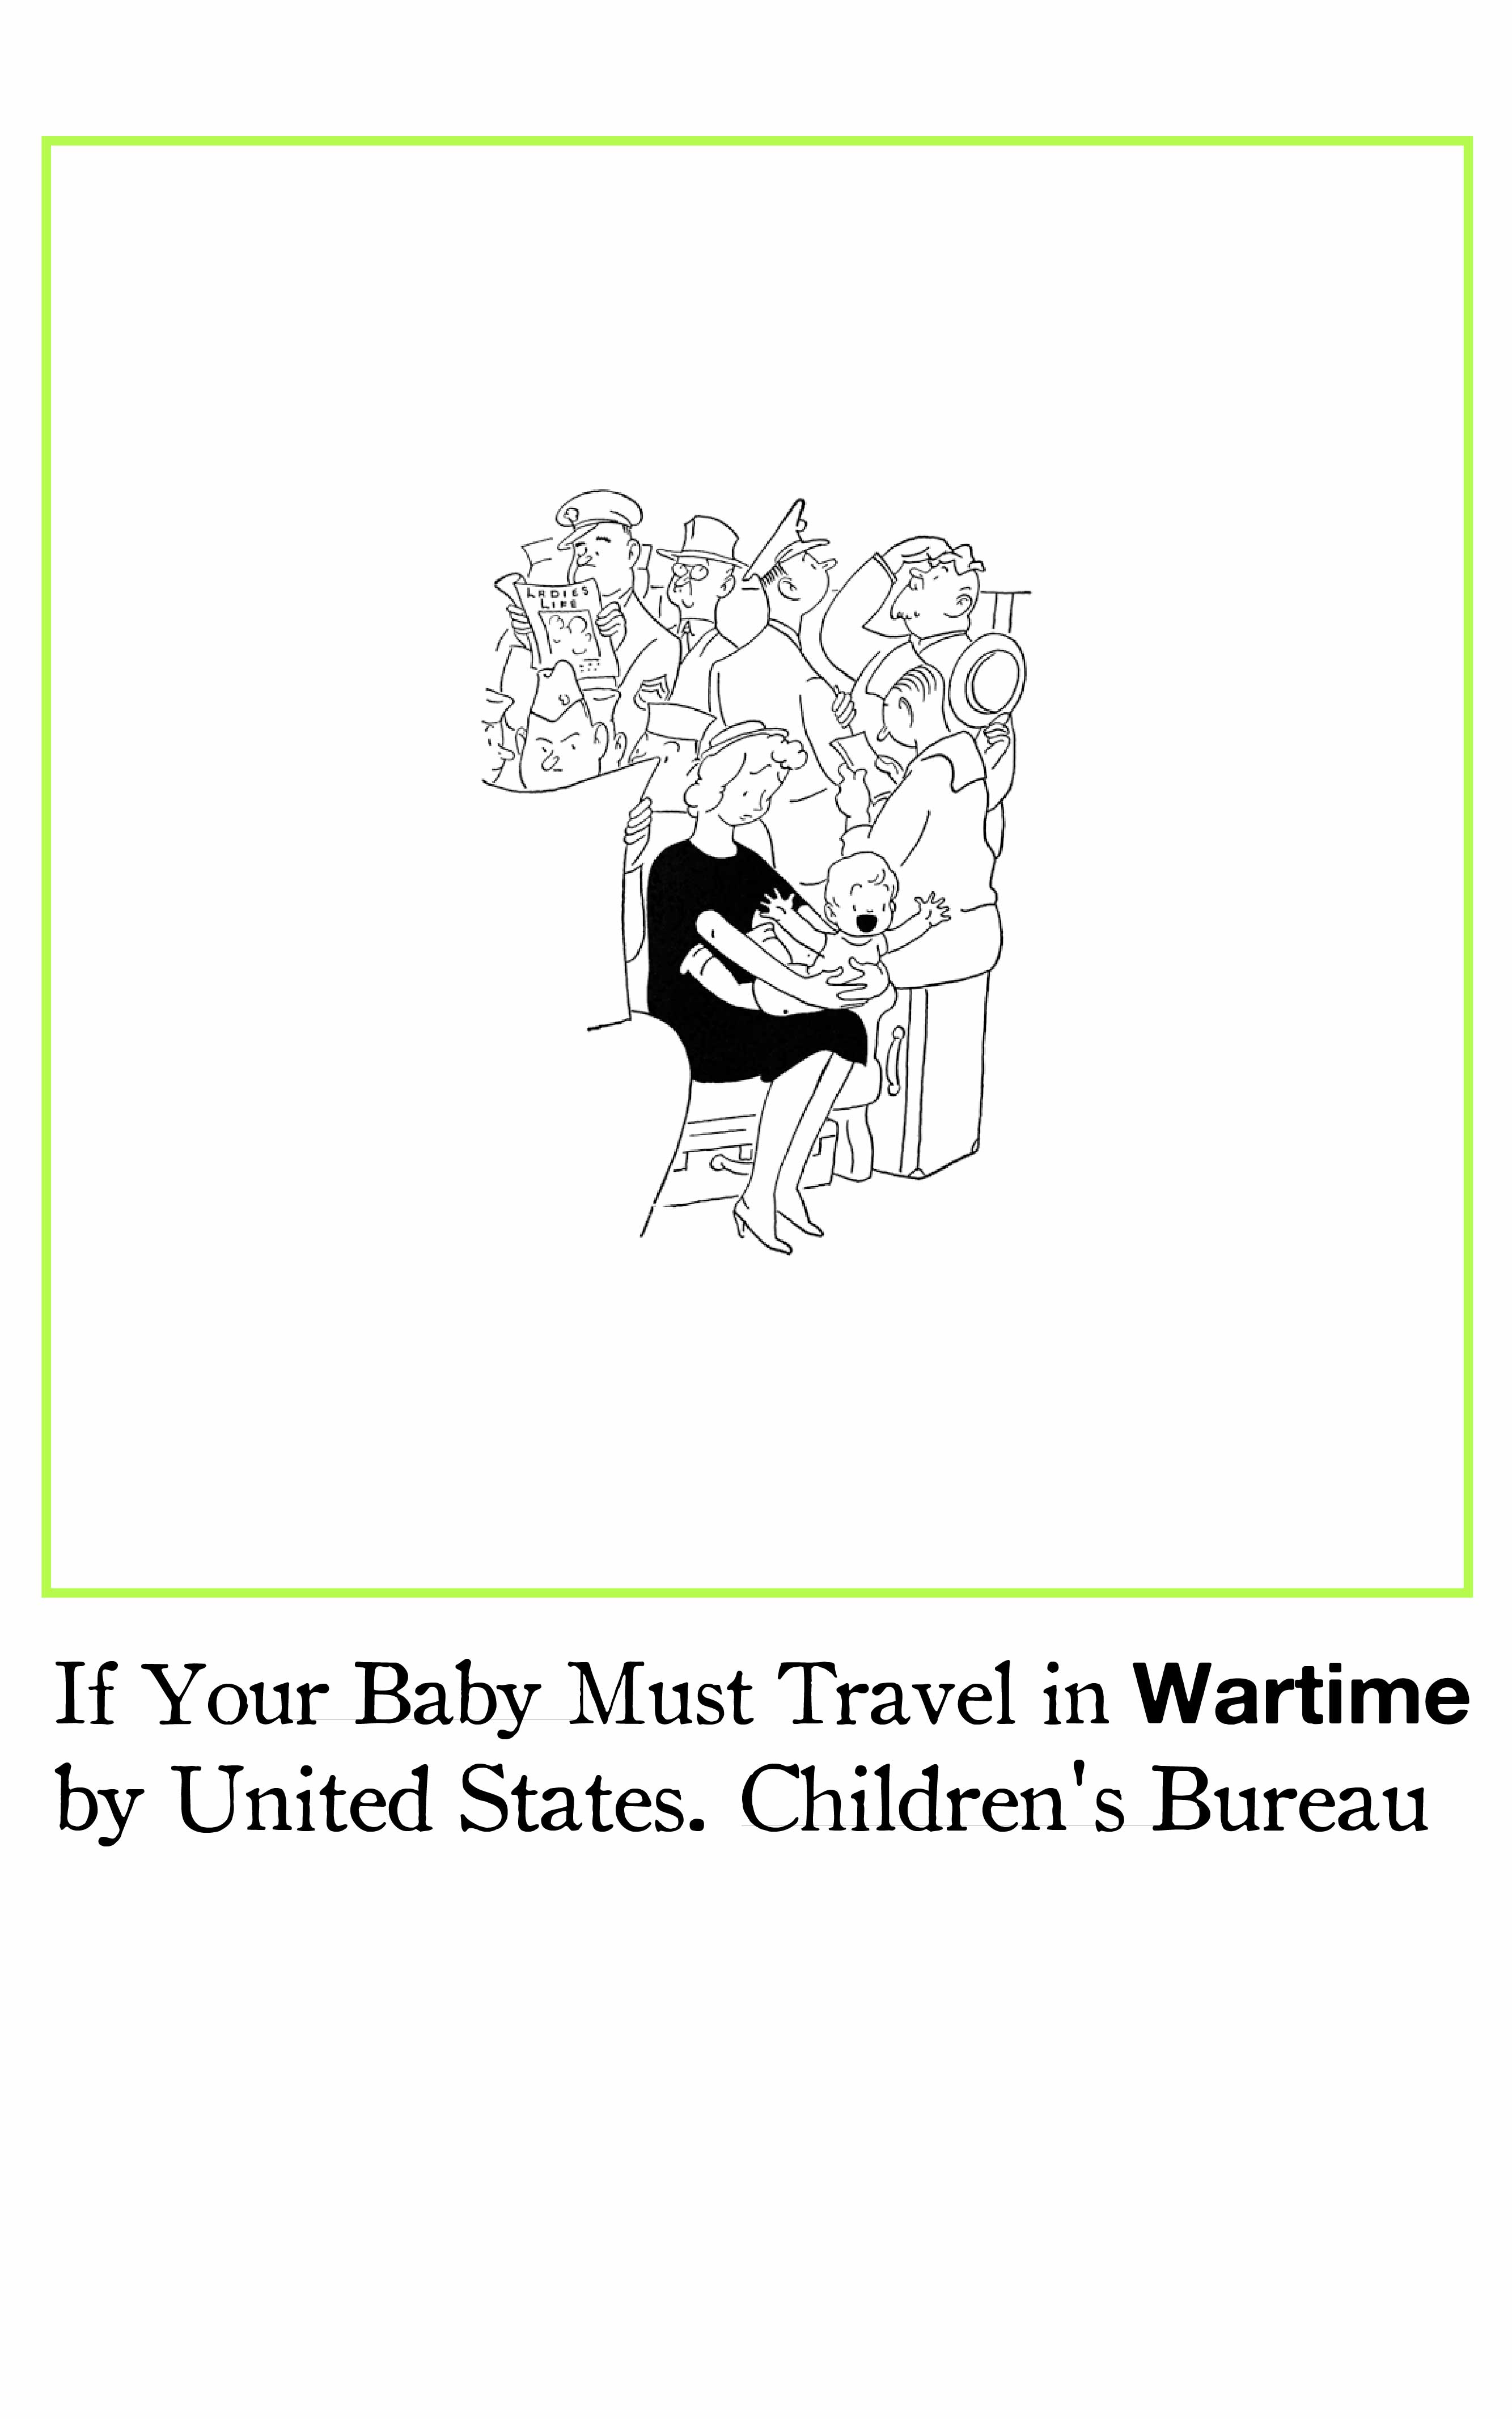 LADIES
LIFE
If Your Baby Must Travel in Wartime
by United States. Children's Bureau